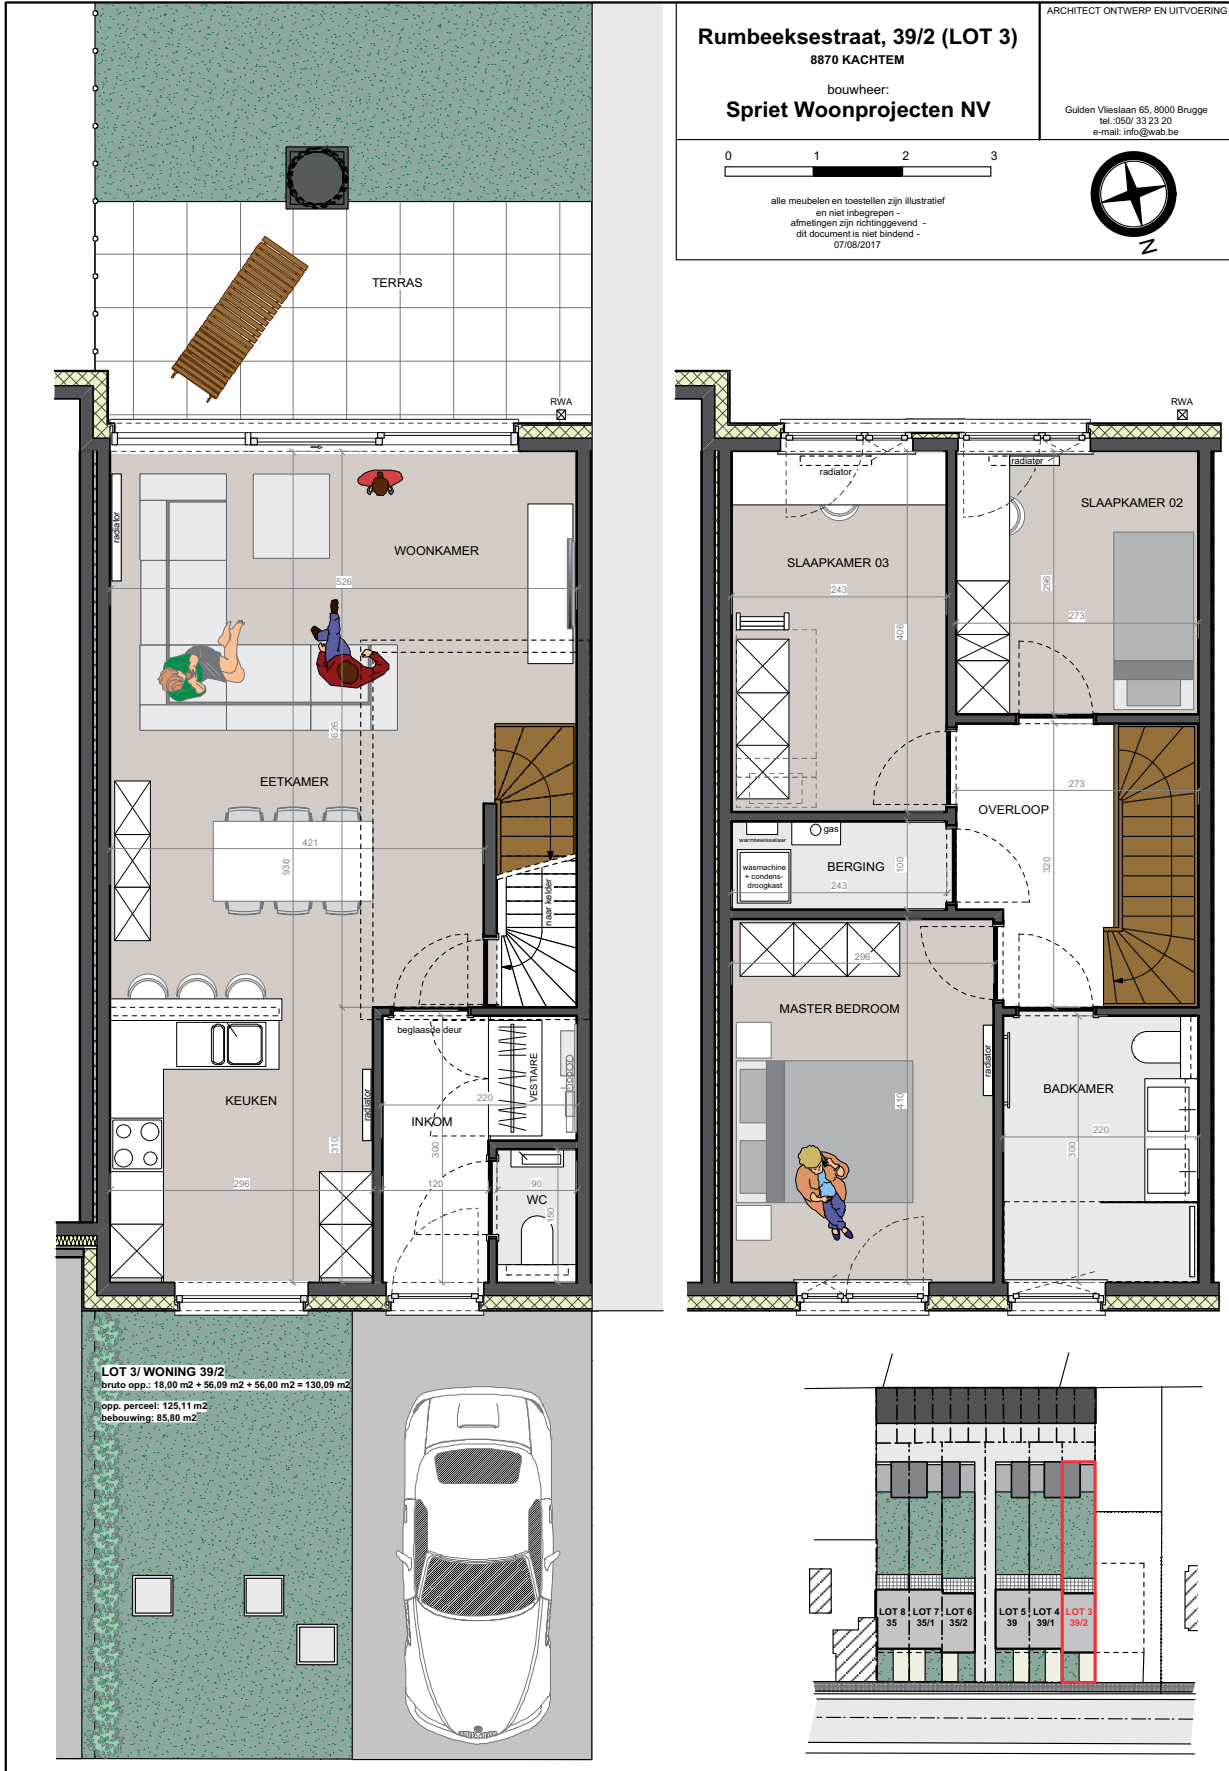 Rumbeeksestraat, 39/2 (LOT 3)
8870 KACHTEM
bouwheer:
Spriet Woonprojecten NV
ARCHITECT ONTWERP EN UITVOERING
Gulden Vlieslaan 65, 8000 Brugge
tel.:050/ 33 23 20
e-mail: info@wab.be
0 1 2 3
alle meubelen en toestellen zijn illustratief
en niet inbegrepen -
afmetingen zijn richtinggevend -
dit document is niet bindend -
07/08/2017
N
TERRAS
RWA
radiator
WOONKAMER
526
626
EETKAMER
421
936
naar kelder
beglaasde deur
VESTIAIRE
KEUKEN
radiator
INKOM
220
300
310
296
120
90
WC
150
RWA
radiator
radiator
SLAAPKAMER 02
SLAAPKAMER 03
296
243
273
406
OVERLOOP
273
320
warmtewisselaar
gas
BERGING
100
wasmachine
+ condens-
droogkast
243
296
MASTER BEDROOM
radiator
410
BADKAMER
220
300
LOT 3/ WONING 39/2
bruto opp.: 18,00 m2 + 56,09 m2 + 56,00 m2 = 130,09 m2
opp. perceel: 125,11 m2
bebouwing: 85,80 m2
LOT 8
35
LOT 7
35/1
LOT 6
35/2
LOT 5
39
LOT 4
39/1
LOT 3
39/2